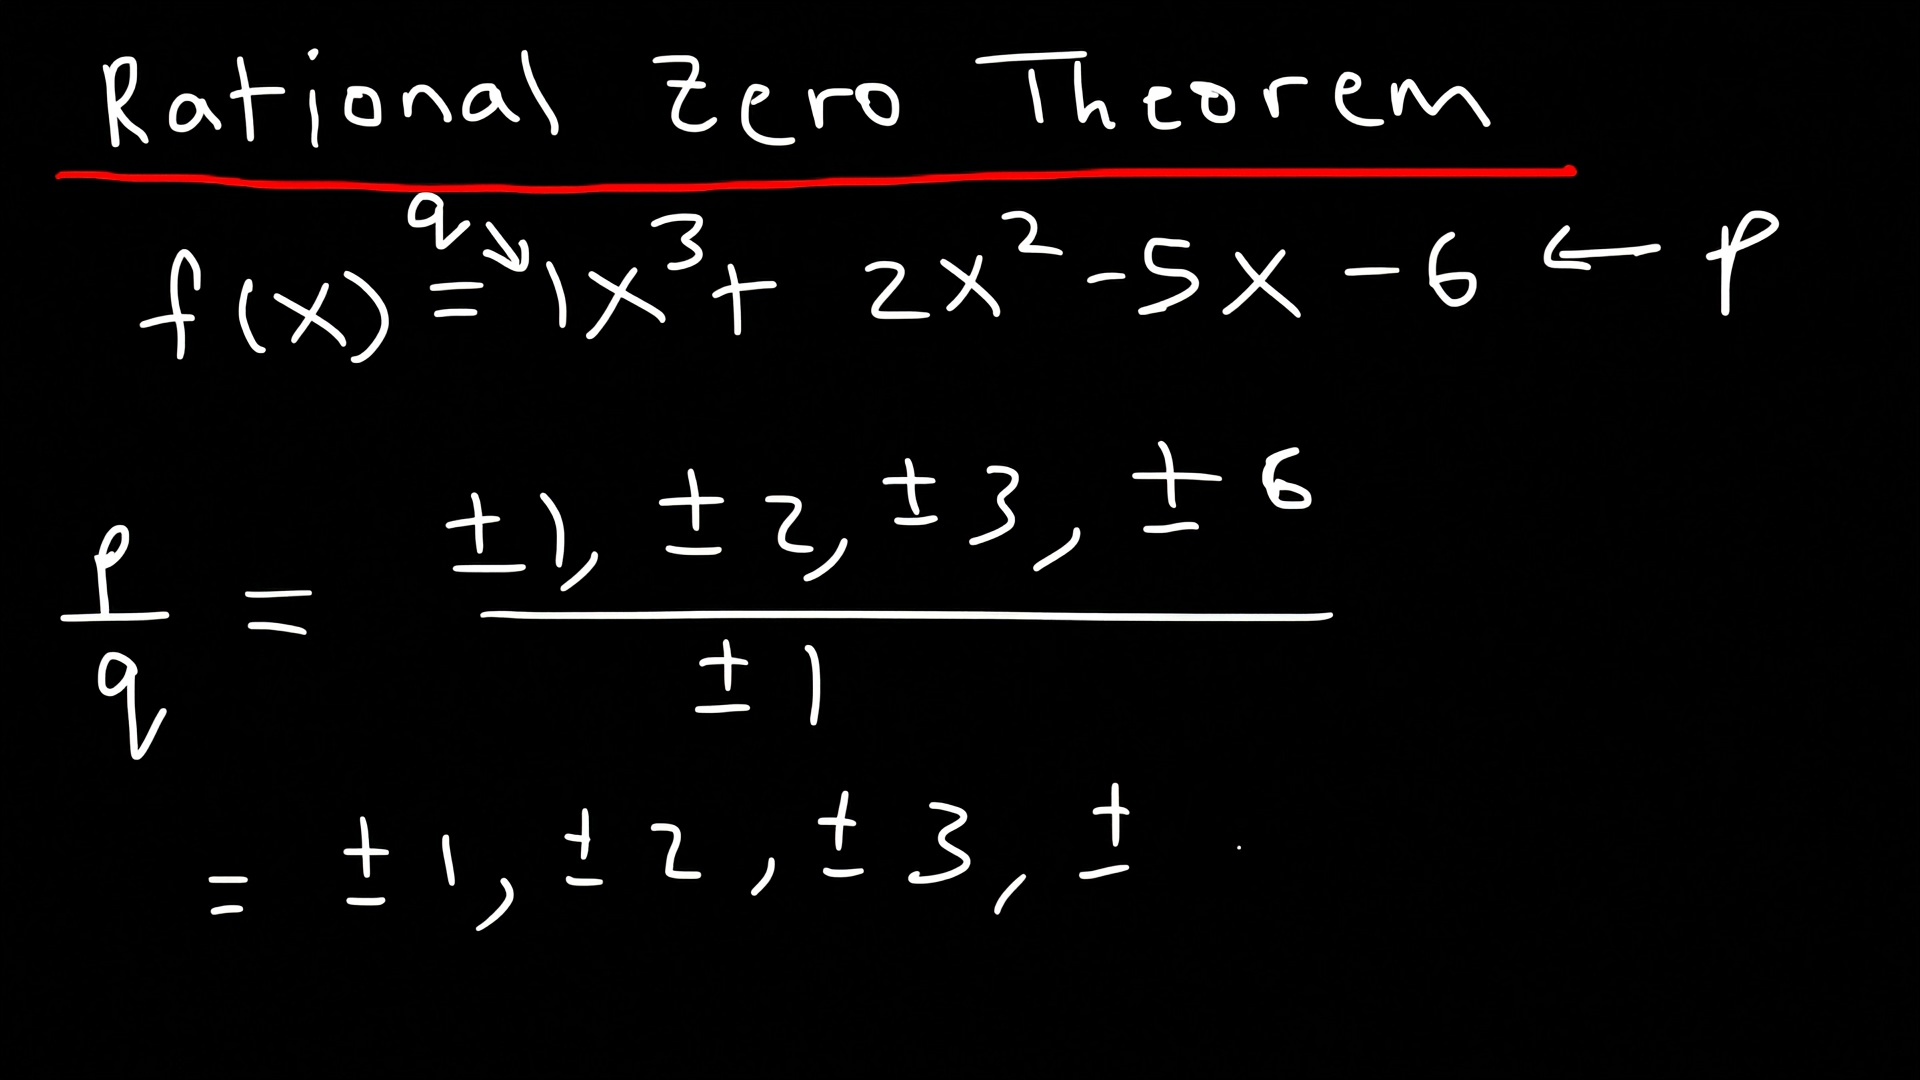 Rational Zero Theorem
q ↘
f(x) = 1x³ + 2x² - 5x - 6 ← p
p/q = ±1, ±2, ±3, ±6 / ±1
= ±1, ±2, ±3, ±